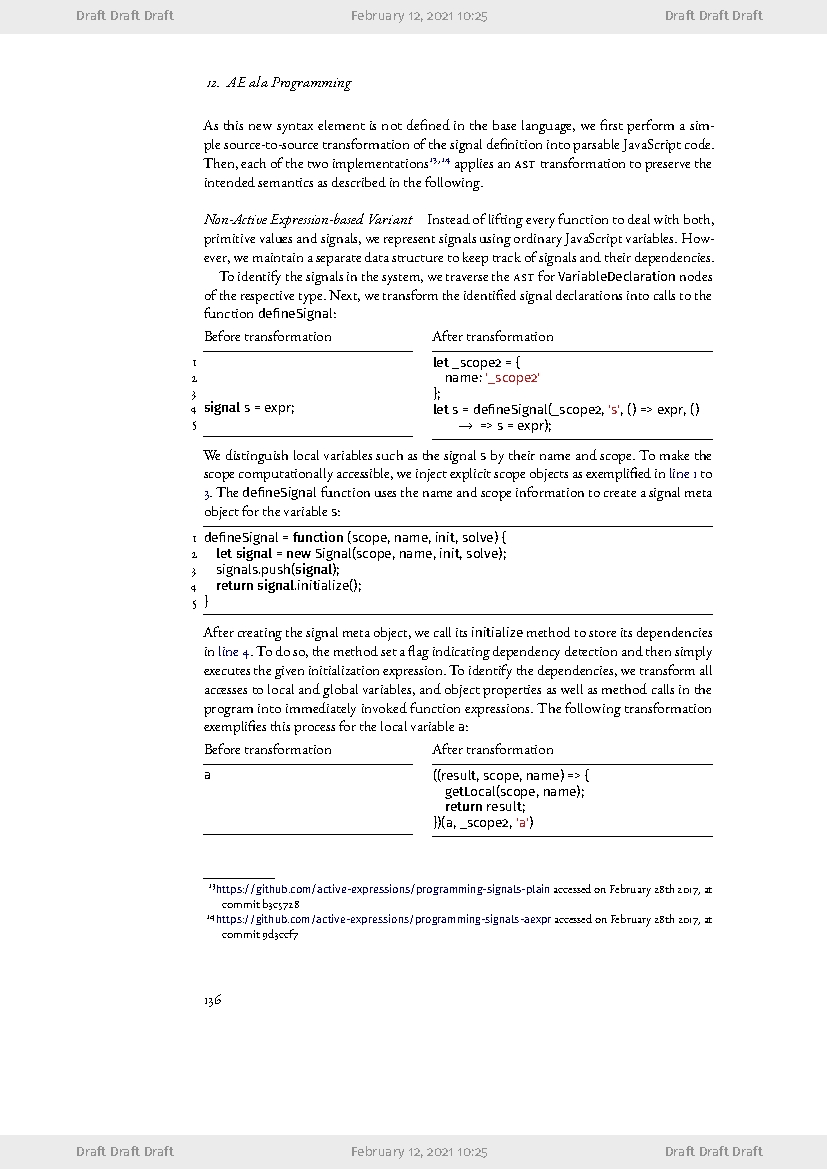 Draft Draft Draft February 12, 2021 10:25 Draft Draft Draft
12. AE ala Programming
As this new syntax element is not defined in the base language, we first perform a sim-
ple source-to-source transformation of the signal definition into parsable JavaScript code.
Then, each of the two implementations13,14 applies an AST transformation to preserve the
intended semantics as described in the following.
Non-Active Expression-based Variant Instead of lifting every function to deal with both,
primitive values and signals, we represent signals using ordinary JavaScript variables. How-
ever, we maintain a separate data structure to keep track of signals and their dependencies.
To identify the signals in the system, we traverse the AST for VariableDeclaration nodes
of the respective type. Next, we transform the identified signal declarations into calls to the
function defineSignal:
Before transformation After transformation
1 let _scope2 = {
2 name: '_scope2'
3 };
4 signal s = expr; let s = defineSignal(_scope2, 's', () => expr, ()
5 → => s = expr);
We distinguish local variables such as the signal s by their name and scope. To make the
scope computationally accessible, we inject explicit scope objects as exemplified in line 1 to
3. The defineSignal function uses the name and scope information to create a signal meta
object for the variable s:
1 defineSignal = function (scope, name, init, solve) {
2 let signal = new Signal(scope, name, init, solve);
3 signals.push(signal);
4 return signal.initialize();
5 }
After creating the signal meta object, we call its initialize method to store its dependencies
in line 4. To do so, the method set a flag indicating dependency detection and then simply
executes the given initialization expression. To identify the dependencies, we transform all
accesses to local and global variables, and object properties as well as method calls in the
program into immediately invoked function expressions. The following transformation
exemplifies this process for the local variable a:
Before transformation After transformation
a ((result, scope, name) => {
getLocal(scope, name);
return result;
})(a, _scope2, 'a')
13https://github.com/active-expressions/programming-signals-plain accessed on February 28th 2017, at
commit b3c5728
14https://github.com/active-expressions/programming-signals-aexpr accessed on February 28th 2017, at
commit 9d3ccf7
136
Draft Draft Draft February 12, 2021 10:25 Draft Draft Draft